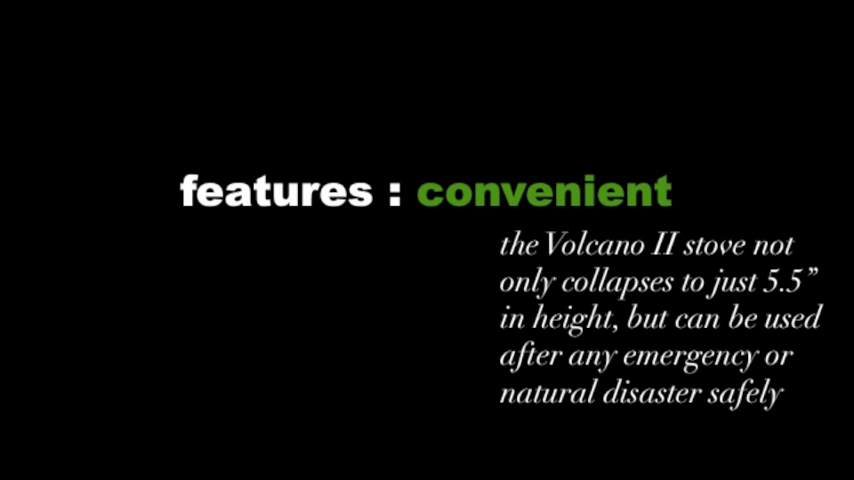 features : convenient
the Volcano II stove not
only collapses to just 5.5”
in height, but can be used
after any emergency or
natural disaster safely